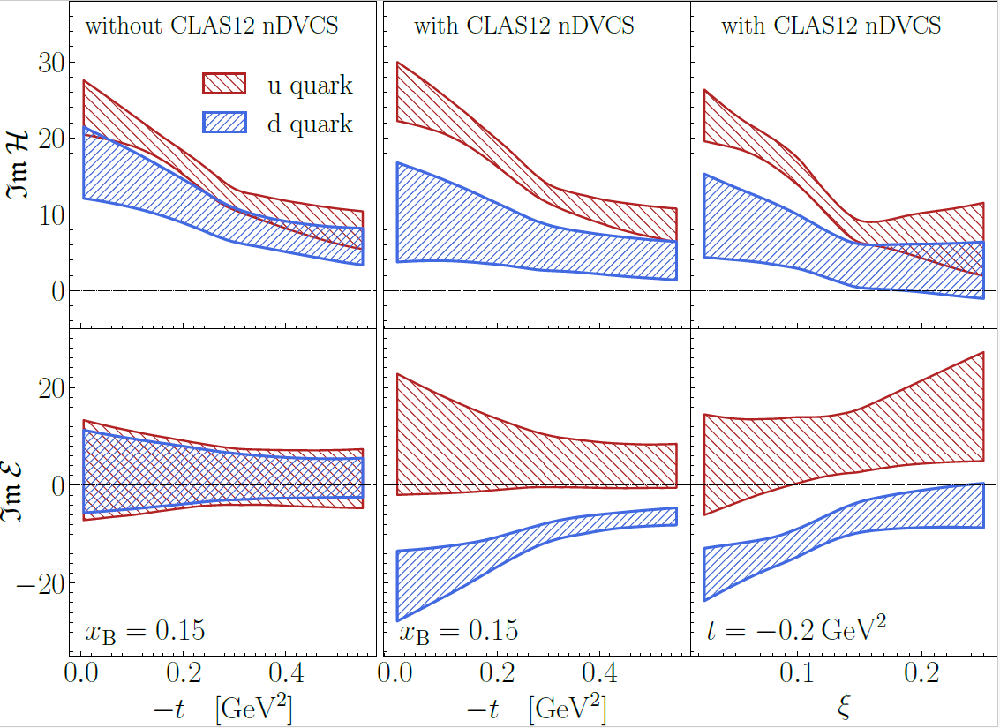 without CLAS12 nDVCS
with CLAS12 nDVCS
with CLAS12 nDVCS
u quark
d quark
ℑm ℋ
30
20
10
0
ℑm ℰ
20
0
−20
x_B = 0.15
x_B = 0.15
t = −0.2 GeV²
0.0 0.2 0.4
0.0 0.2 0.4
0.1 0.2
−t [GeV²]
−t [GeV²]
ξ